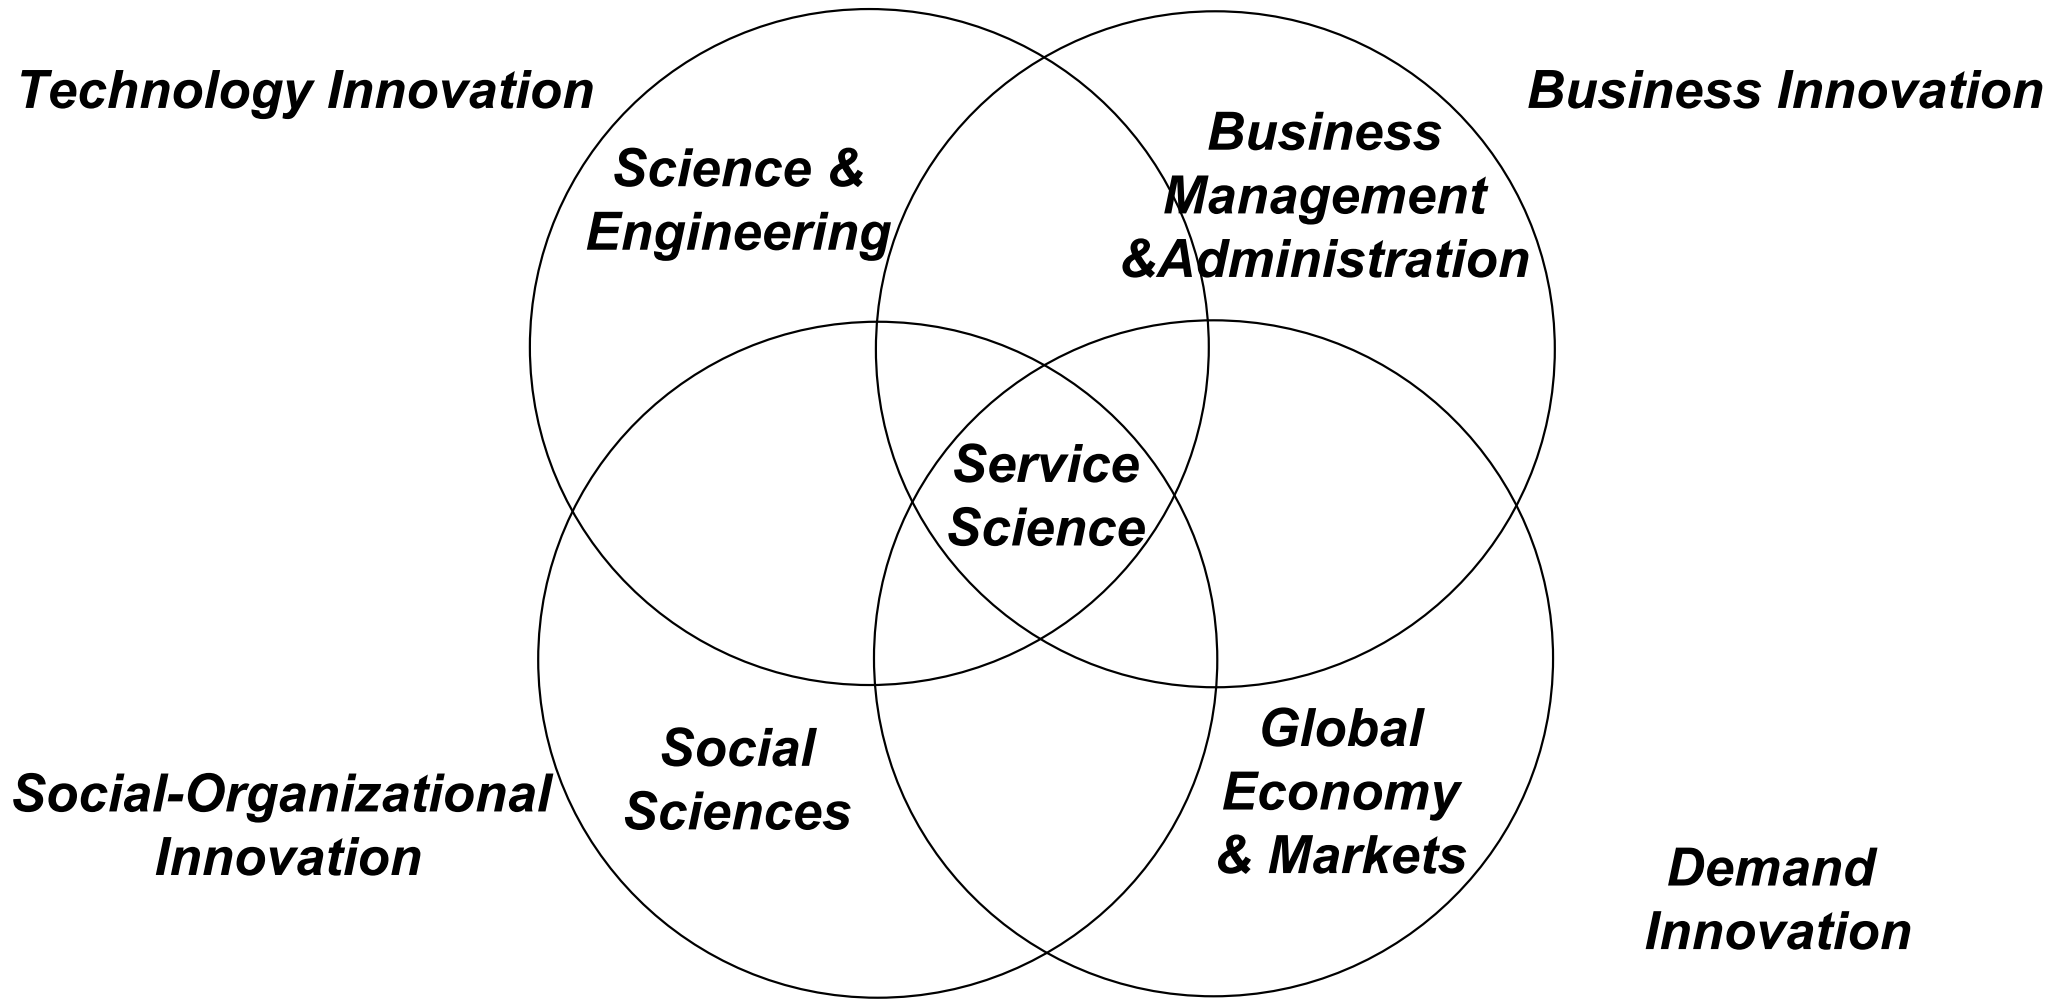 Technology Innovation
Business Innovation
Science &
Engineering
Business
Management
&Administration
Service
Science
Social
Sciences
Global
Economy
& Markets
Social-Organizational
Innovation
Demand
Innovation